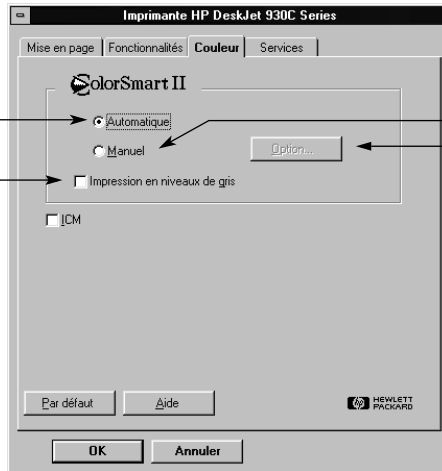 Imprimante HP DeskJet 930C Series
Mise en page Fonctionnalités Couleur Services
ColorSmart II
Automatique
Manuel
Option...
Impression en niveaux de gris
ICM
Par défaut Aide
hp HEWLETT PACKARD
OK Annuler